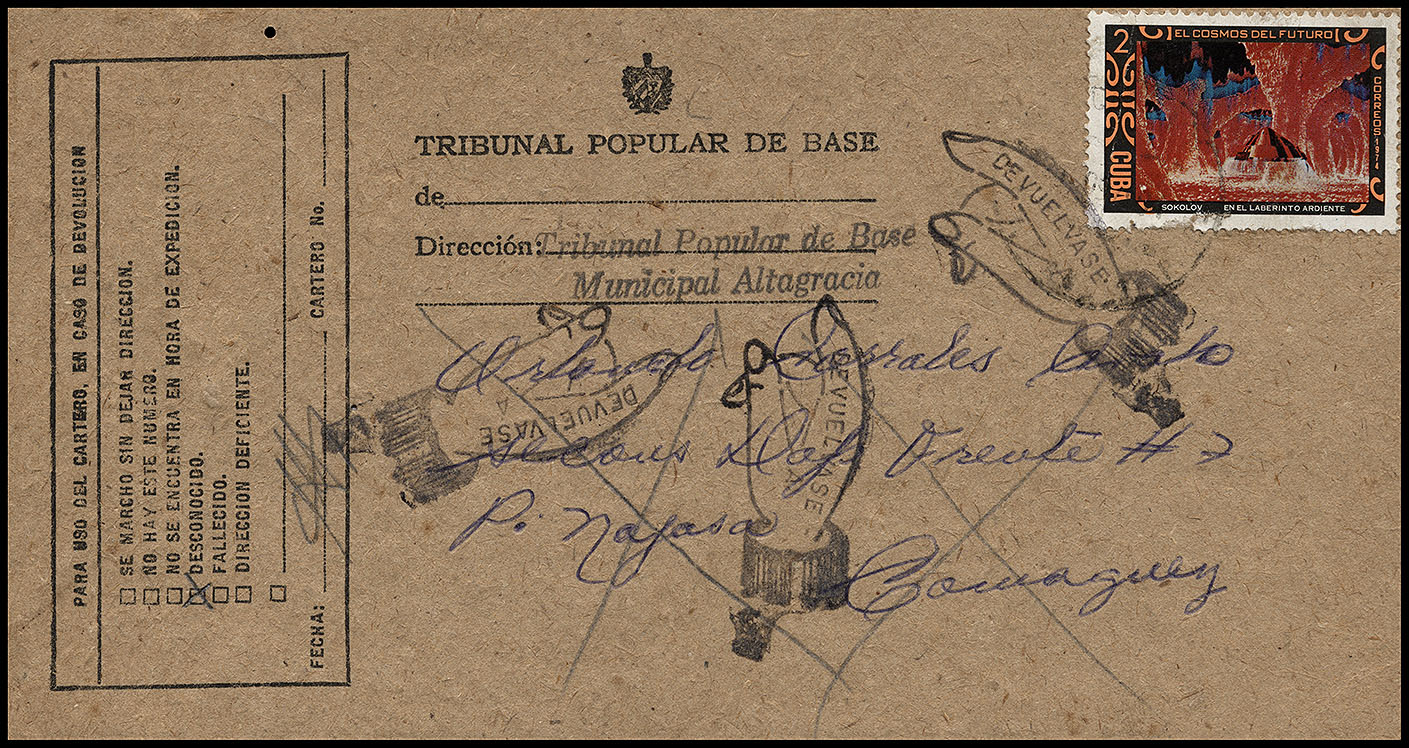 PARA USO DEL CARTERO, EN CASO DE DEVOLUCION
□ SE MARCHO SIN DEJAR DIRECCION.
□ NO HAY ESTE NUMERO.
□ NO SE ENCUENTRA EN HORA DE EXPEDICION.
□ DESCONOCIDO.
□ FALLECIDO.
□ DIRECCION DEFICIENTE.
□
FECHA: CARTERO No.
TRIBUNAL POPULAR DE BASE
de
Dirección: Tribunal Popular de Base
Municipal Altagracia
2
EL COSMOS DEL FUTURO
CUBA
CORREOS 1974
SOKOLOV EN EL LABERINTO ARDIENTE
DEVUELVASE
A
DEVUELVASE
A
DEVUELVASE
A
Orlando Corrales
Frente # 7
P. Najasa
Camaguey